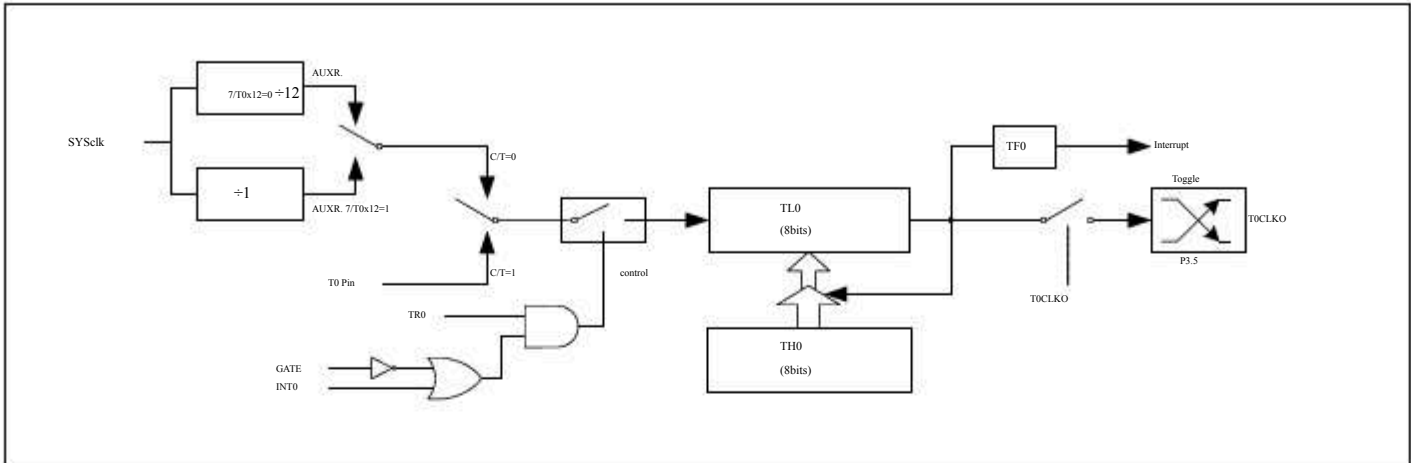 AUXR.
7/T0x12=0 ÷12
SYSclk
÷1
AUXR. 7/T0x12=1
C/T=0
C/T=1
T0 Pin
control
TR0
GATE
INT0
TL0
(8bits)
TH0
(8bits)
TF0
Interrupt
Toggle
T0CLKO
P3.5
T0CLKO